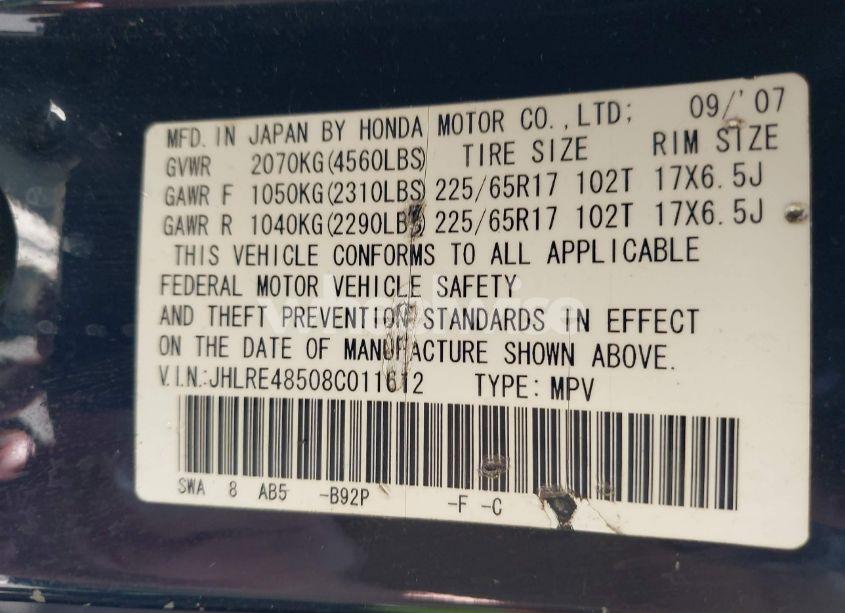 MFD. IN JAPAN BY HONDA MOTOR CO.,LTD; 09/'07
GVWR 2070KG(4560LBS) TIRE SIZE RIM SIZE
GAWR F 1050KG(2310LBS) 225/65R17 102T 17X6.5J
GAWR R 1040KG(2290LBS) 225/65R17 102T 17X6.5J
THIS VEHICLE CONFORMS TO ALL APPLICABLE
FEDERAL MOTOR VEHICLE SAFETY
AND THEFT PREVENTION STANDARDS IN EFFECT
ON THE DATE OF MANUFACTURE SHOWN ABOVE.
V.I.N.:JHLRE48508C011612 TYPE: MPV
SWA 8 AB5 -B92P -F -C